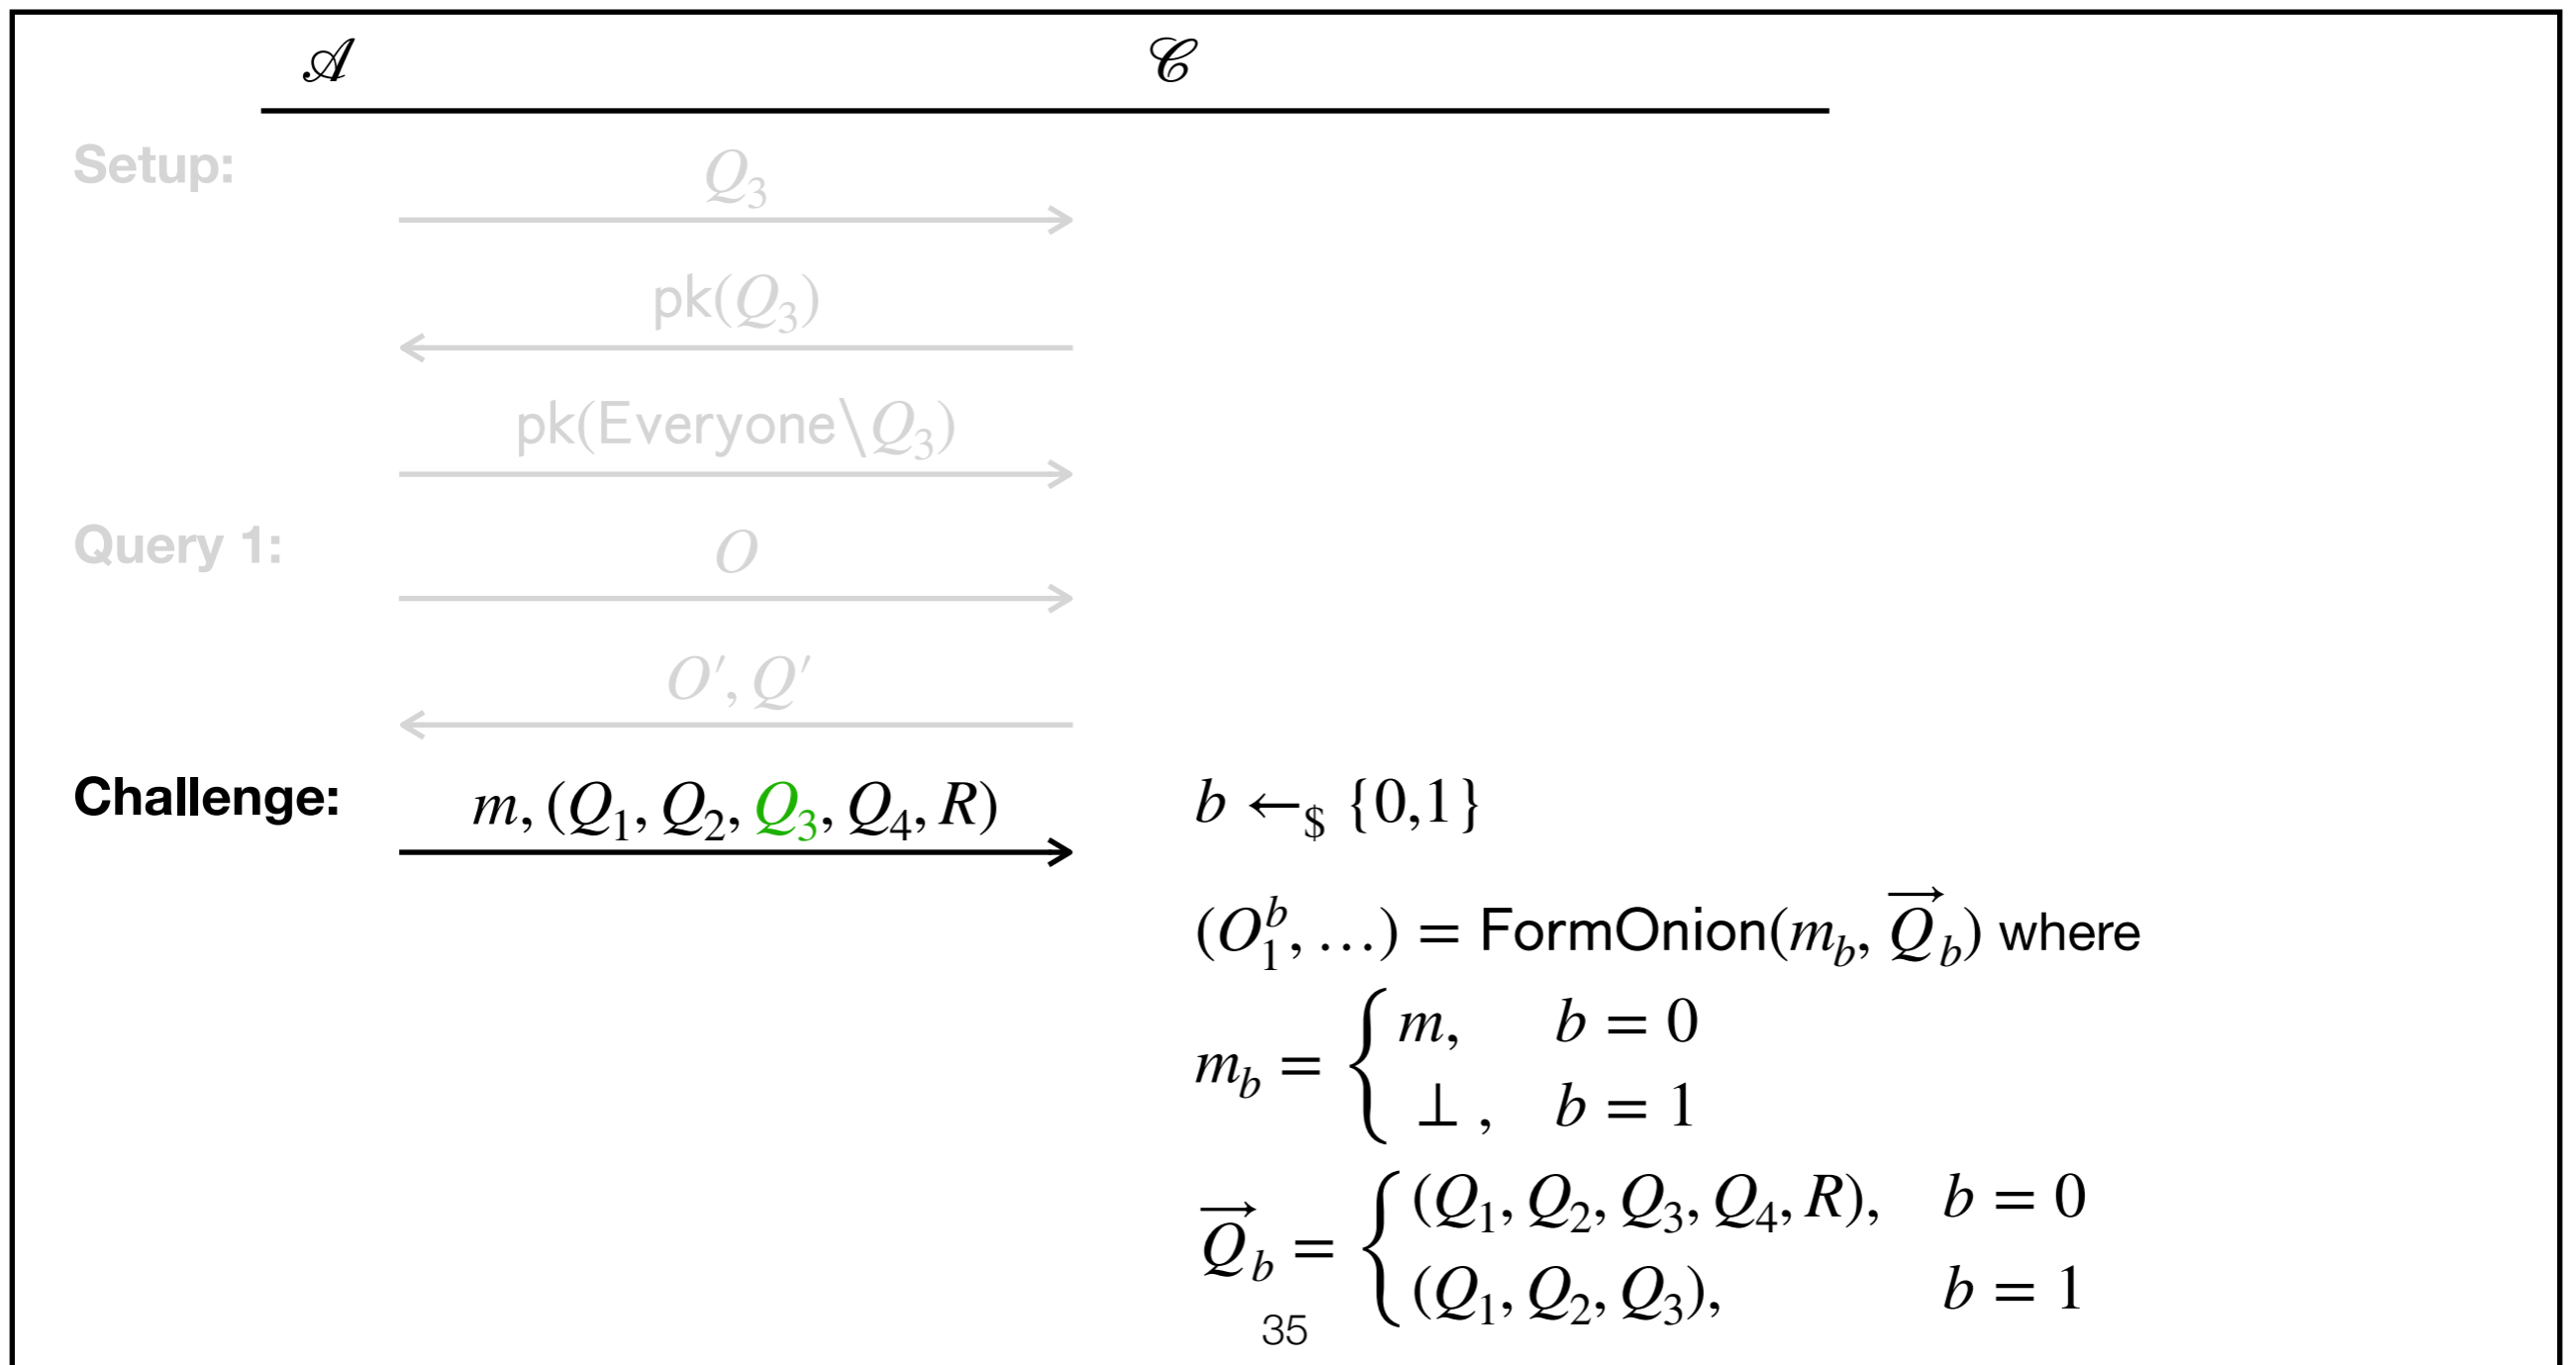 𝒜 𝒞
Setup: Q₃
pk(Q₃)
pk(Everyone\Q₃)
Query 1: O
O′, Q′
Challenge: m, (Q₁, Q₂, Q₃, Q₄, R) b ←$ {0,1}
(O₁ᵇ, …) = FormOnion(m_b, Q⃗_b) where
m_b = { m, b = 0
⊥ , b = 1
Q⃗_b = { (Q₁, Q₂, Q₃, Q₄, R), b = 0
(Q₁, Q₂, Q₃), b = 1
35